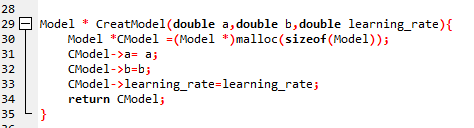 28
29 Model * CreatModel(double a,double b,double learning_rate){
30 Model *CModel =(Model *)malloc(sizeof(Model));
31 CModel->a= a;
32 CModel->b=b;
33 CModel->learning_rate=learning_rate;
34 return CModel;
35 }